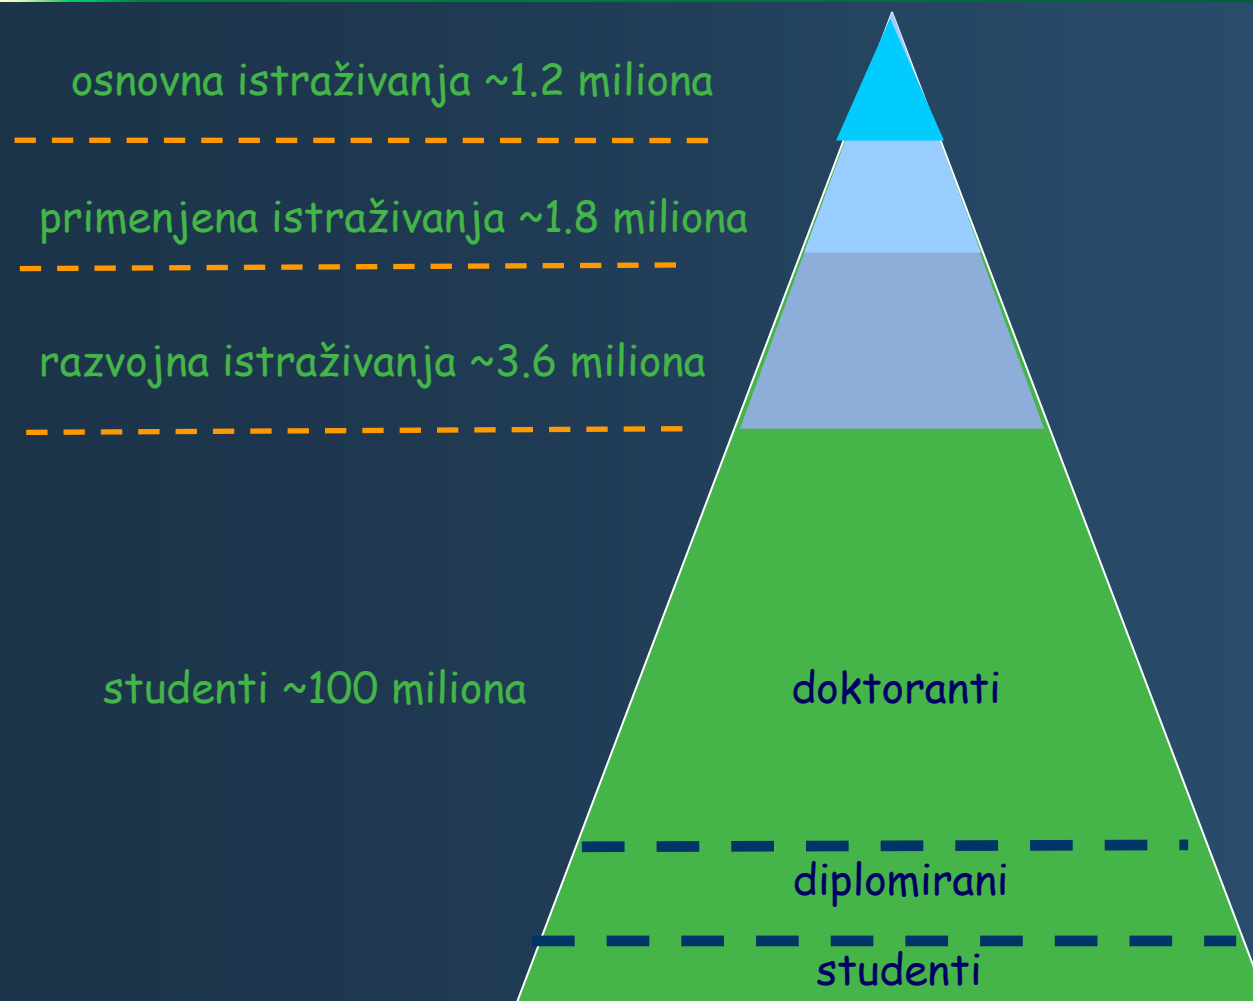 osnovna istraživanja ~1.2 miliona
primenjena istraživanja ~1.8 miliona
razvojna istraživanja ~3.6 miliona
studenti ~100 miliona
doktoranti
diplomirani
studenti